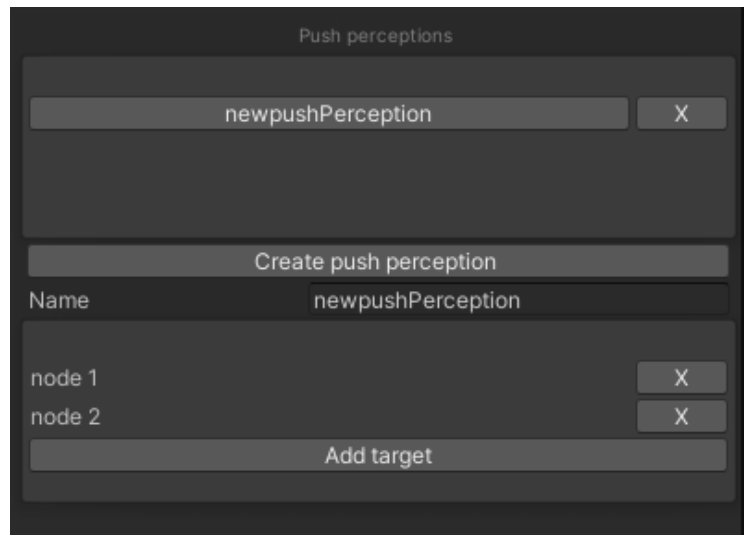 Push perceptions
newpushPerception X
Create push perception
Name newpushPerception
node 1 X
node 2 X
Add target